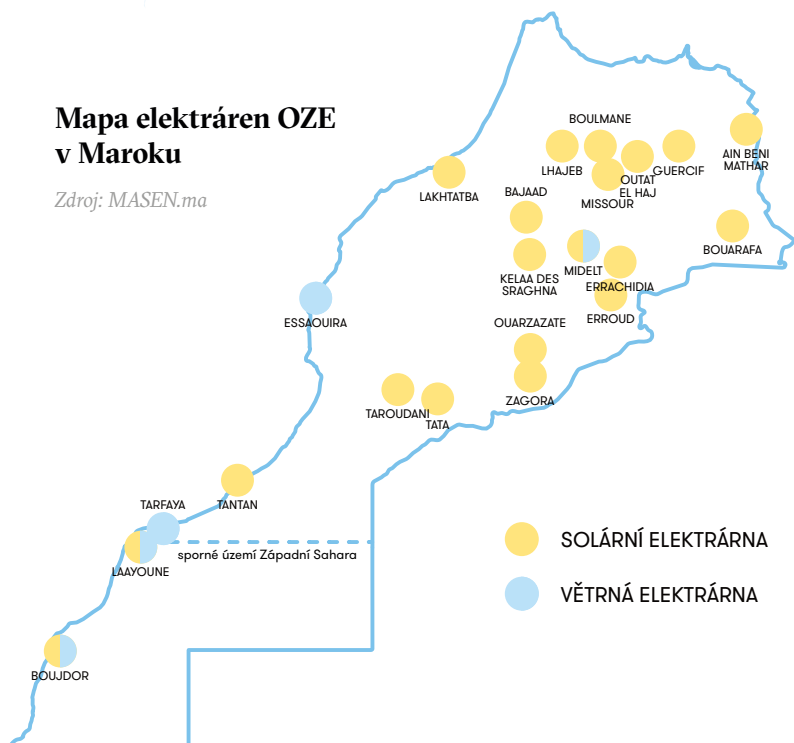 Mapa elektráren OZE
v Maroku
Zdroj: MASEN.ma
BOULMANE
LHAJEB
OUTAT
EL HAJ
GUERCIF
AIN BENI
MATHAR
MISSOUR
LAKHTATBA
BAJAAD
BOUARAFA
KELAA DES
SRAGHNA
MIDELT
ERRACHIDIA
ERROUD
ESSAOUIRA
OUARZAZATE
ZAGORA
TAROUDANI
TATA
TANTAN
TARFAYA
LAAYOUNE
sporné území Západní Sahara
BOUJDOR
SOLÁRNÍ ELEKTRÁRNA
VĚTRNÁ ELEKTRÁRNA